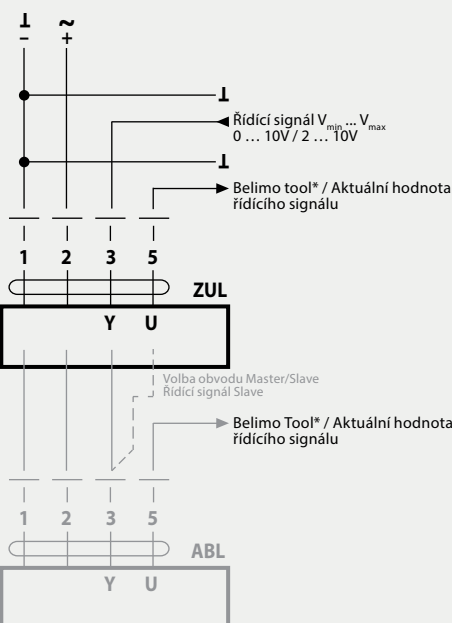 ⊥ ~
– +
⊥
Řídící signál Vmin ... Vmax
0 … 10V / 2 … 10V
⊥
Belimo tool* / Aktuální hodnota
řídícího signálu
1 2 3 5
ZUL
Y U
Volba obvodu Master/Slave
Řídící signál Slave
Belimo Tool* / Aktuální hodnota
řídícího signálu
1 2 3 5
ABL
Y U